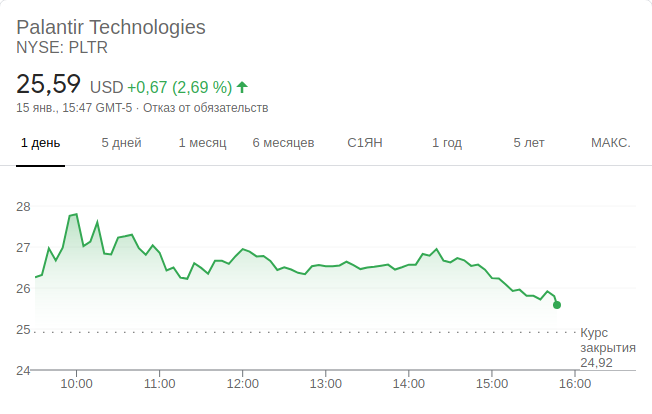 Palantir Technologies
NYSE: PLTR
25,59 USD +0,67 (2,69 %)
15 янв., 15:47 GMT-5 · Отказ от обязательств
1 день 5 дней 1 месяц 6 месяцев С1ЯН 1 год 5 лет МАКС.
28
27
26
25
Курс
закрытия
24,92
24
10:00 11:00 12:00 13:00 14:00 15:00 16:00